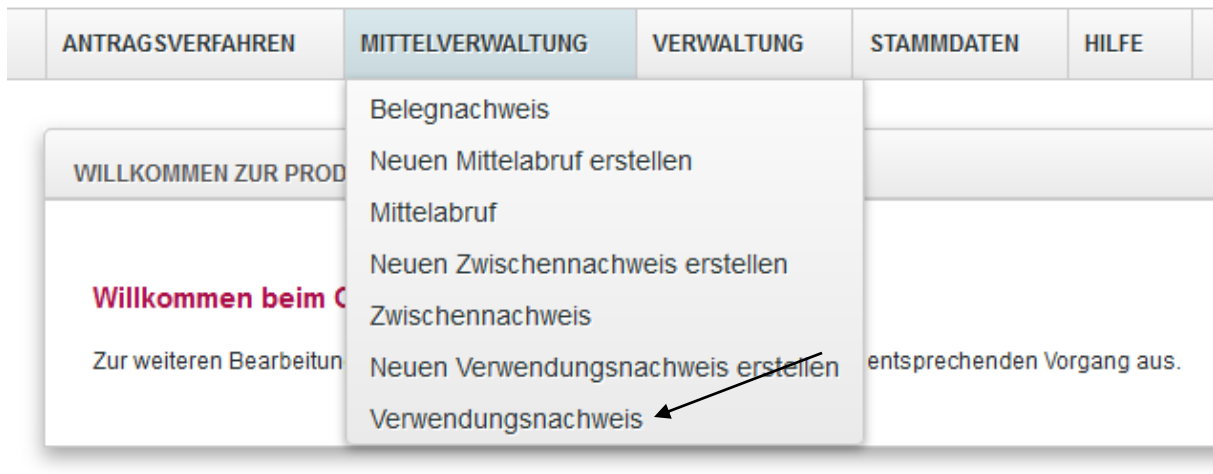 ANTRAGSVERFAHREN MITTELVERWALTUNG VERWALTUNG STAMMDATEN HILFE
Belegnachweis
WILLKOMMEN ZUR PROD
Neuen Mittelabruf erstellen
Mittelabruf
Neuen Zwischennachweis erstellen
Willkommen beim
Zwischennachweis
Zur weiteren Bearbeitun
Neuen Verwendungsnachweis erstellen
entsprechenden Vorgang aus.
Verwendungsnachweis